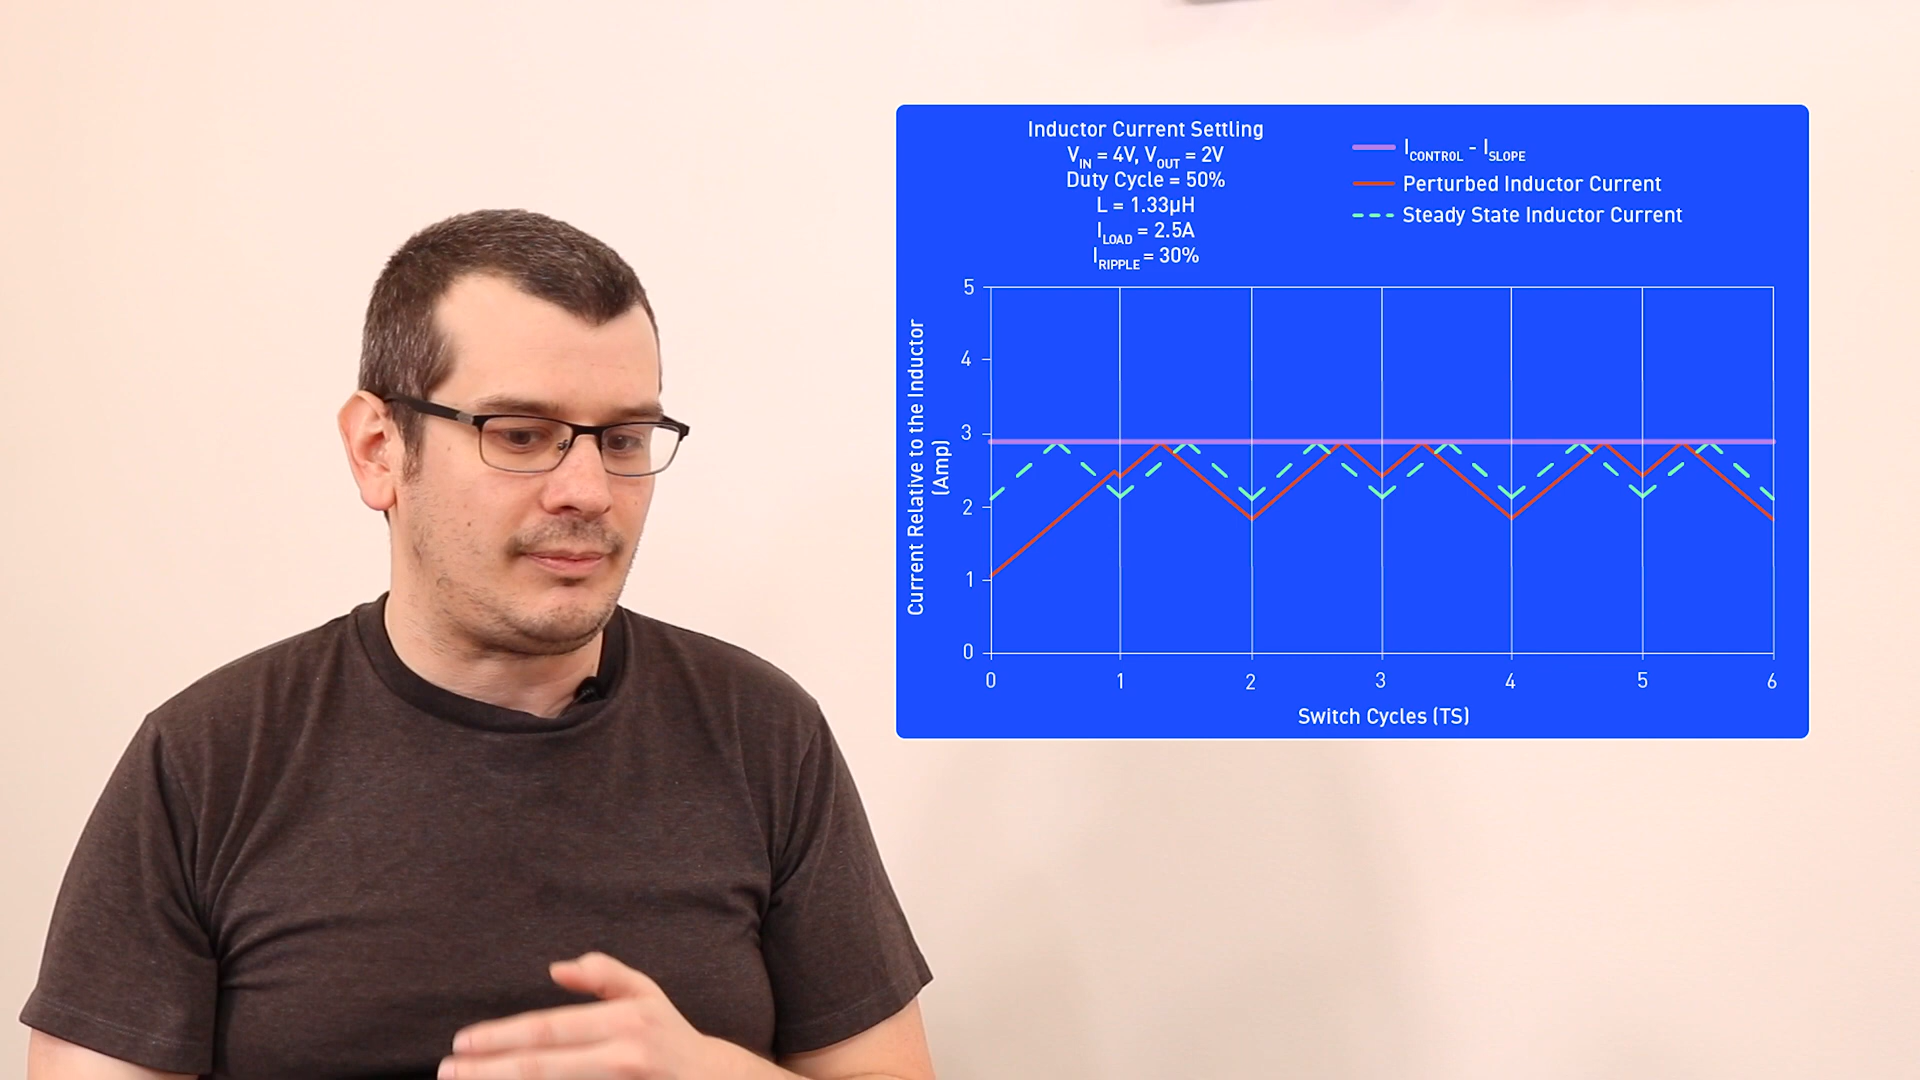 Inductor Current Settling
VIN = 4V, VOUT = 2V
Duty Cycle = 50%
L = 1.33µH
ILOAD = 2.5A
IRIPPLE = 30%
ICONTROL - ISLOPE
Perturbed Inductor Current
Steady State Inductor Current
Current Relative to the Inductor
(Amp)
5
4
3
2
1
0
0 1 2 3 4 5 6
Switch Cycles (TS)